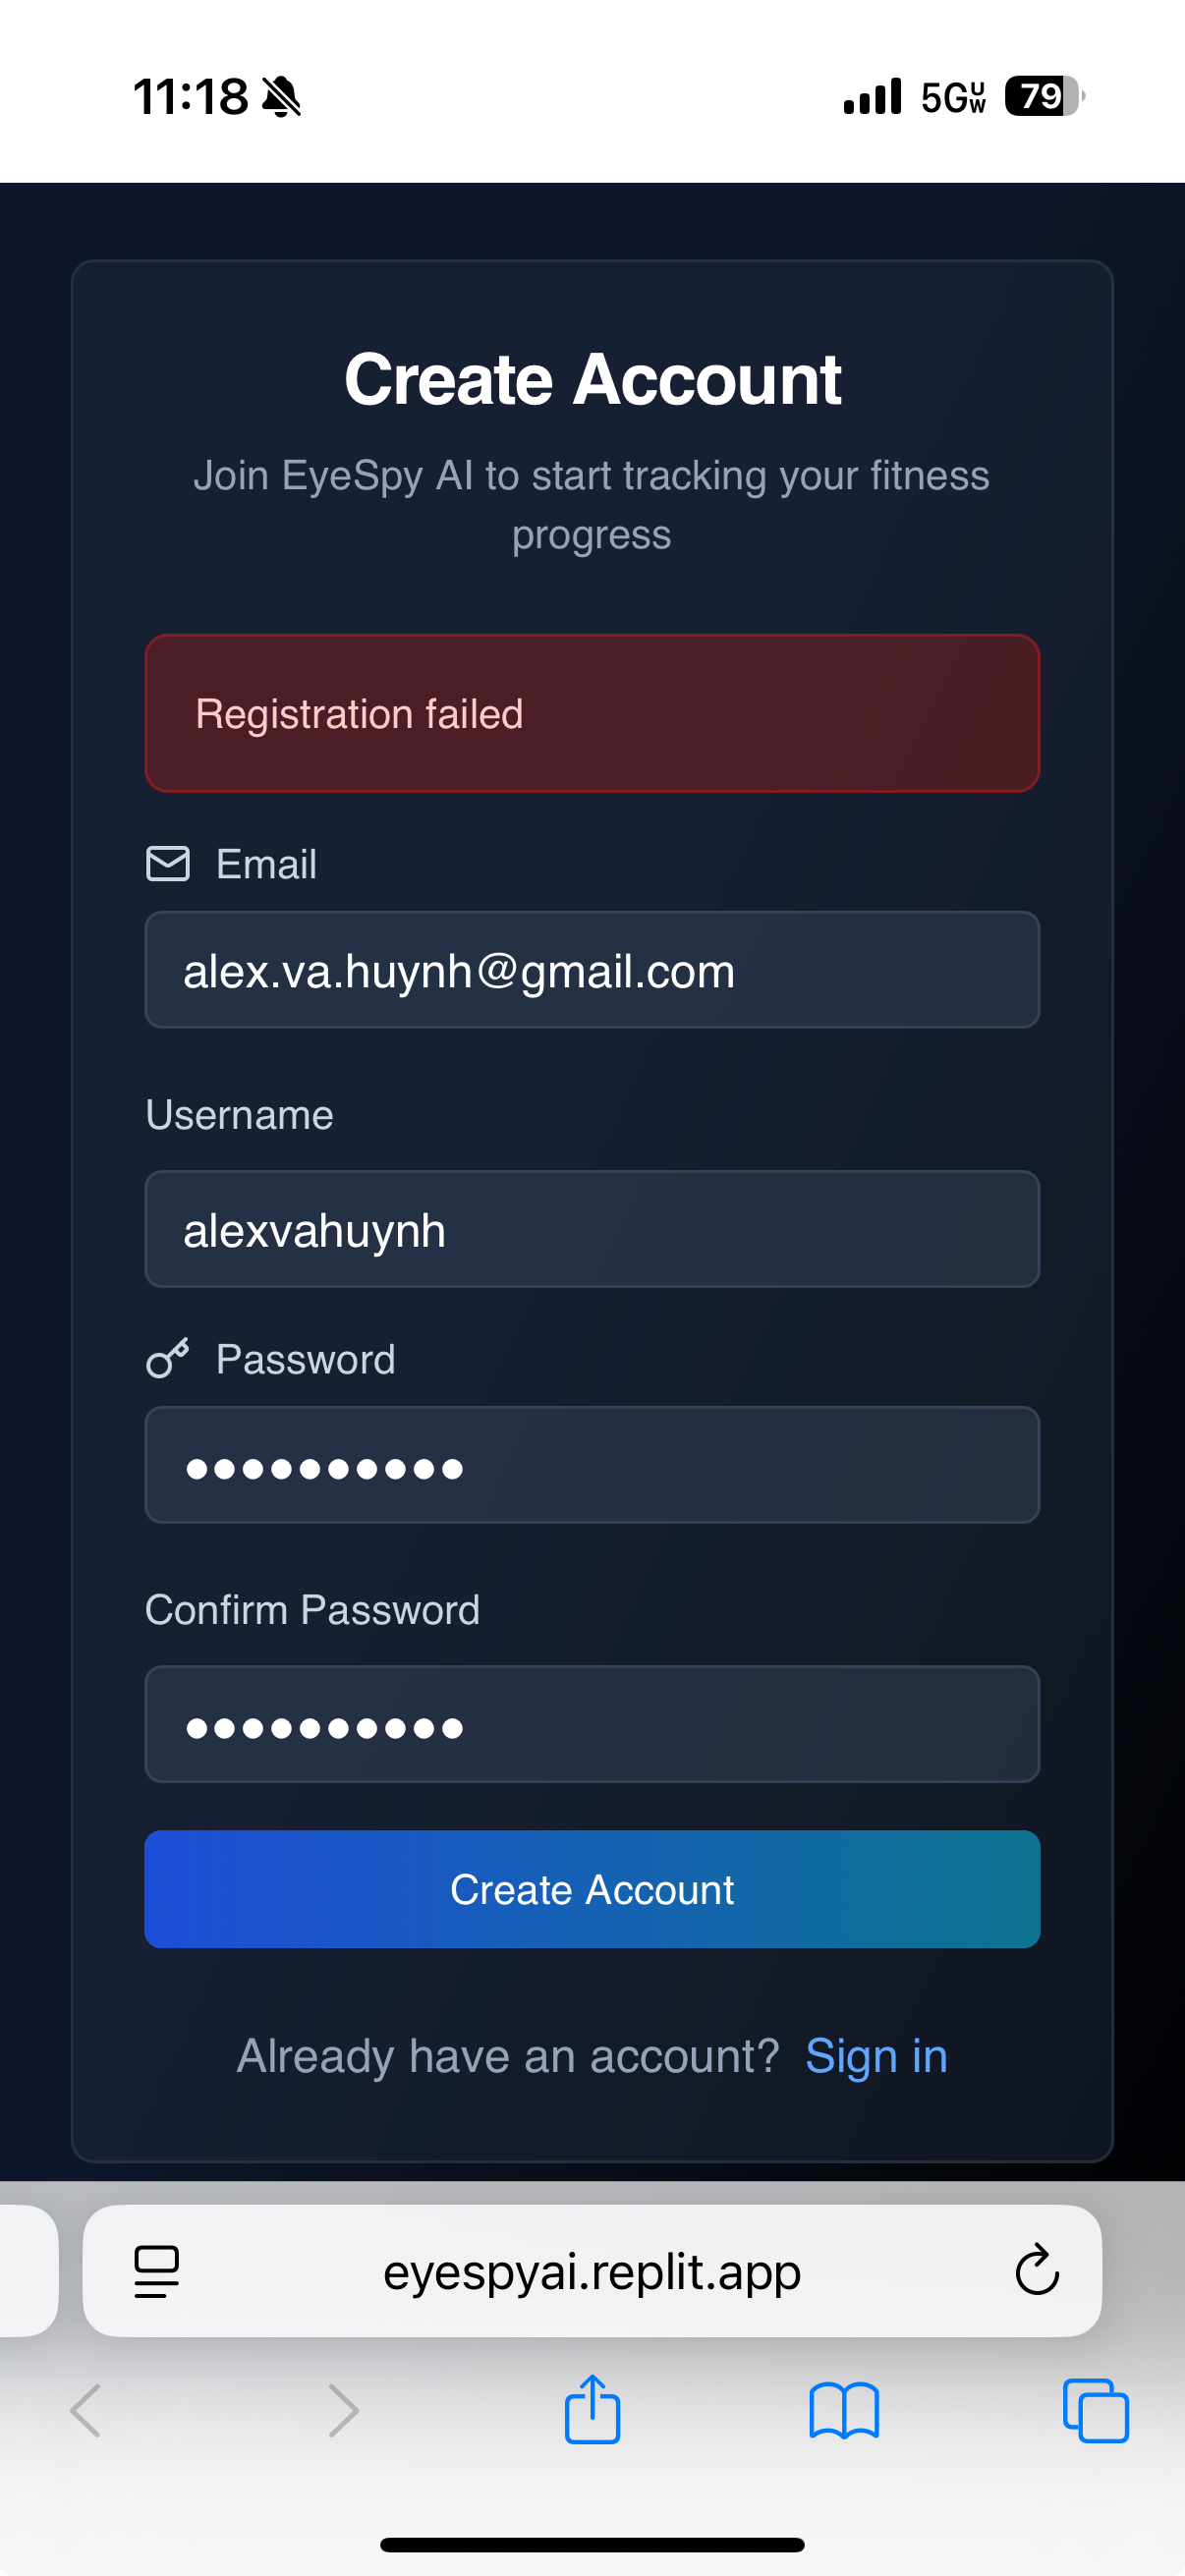 11:18
5G UW
79
Create Account
Join EyeSpy AI to start tracking your fitness
progress
Registration failed
Email
alex.va.huynh@gmail.com
Username
alexvahuynh
Password
••••••••••
Confirm Password
••••••••••
Create Account
Already have an account? Sign in
eyespyai.replit.app